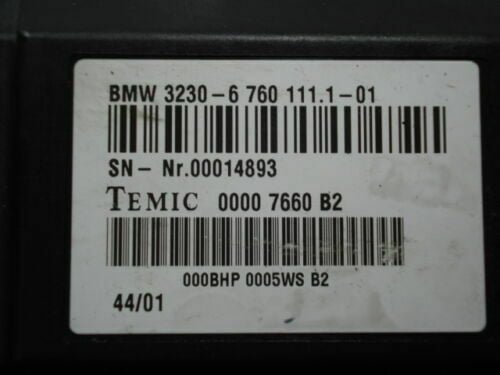 BMW 3230-6 760 111.1-01
SN- Nr.00014893
TEMIC 0000 7660 B2
000BHP 0005WS B2
44/01